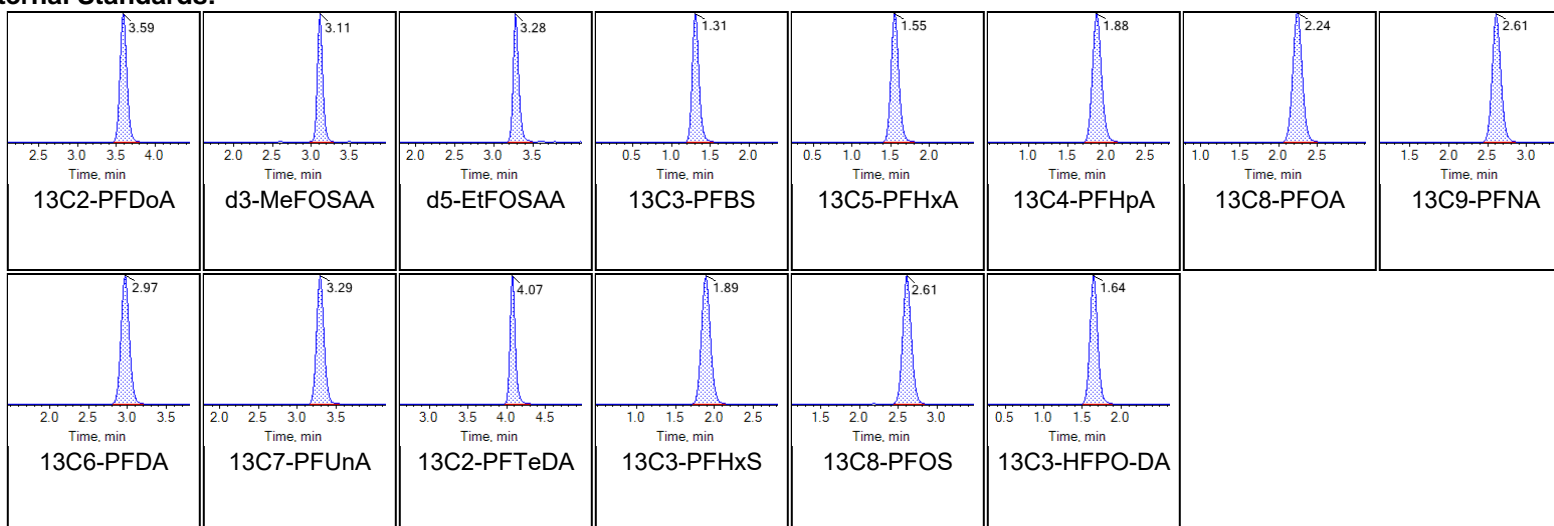 ternal Standards:
3.59 3.11 3.28 1.31 1.55 1.88 2.24 2.61
2.5 3.0 3.5 4.0 2.0 2.5 3.0 3.5 2.0 2.5 3.0 3.5 0.5 1.0 1.5 2.0 0.5 1.0 1.5 2.0 1.0 1.5 2.0 2.5 1.0 1.5 2.0 2.5 1.5 2.0 2.5 3.0
Time, min Time, min Time, min Time, min Time, min Time, min Time, min Time, min
13C2-PFDoA d3-MeFOSAA d5-EtFOSAA 13C3-PFBS 13C5-PFHxA 13C4-PFHpA 13C8-PFOA 13C9-PFNA
2.97 3.29 4.07 1.89 2.61 1.64
2.0 2.5 3.0 3.5 2.0 2.5 3.0 3.5 3.0 3.5 4.0 4.5 1.0 1.5 2.0 2.5 1.5 2.0 2.5 3.0 0.5 1.0 1.5 2.0
Time, min Time, min Time, min Time, min Time, min Time, min
13C6-PFDA 13C7-PFUnA 13C2-PFTeDA 13C3-PFHxS 13C8-PFOS 13C3-HFPO-DA